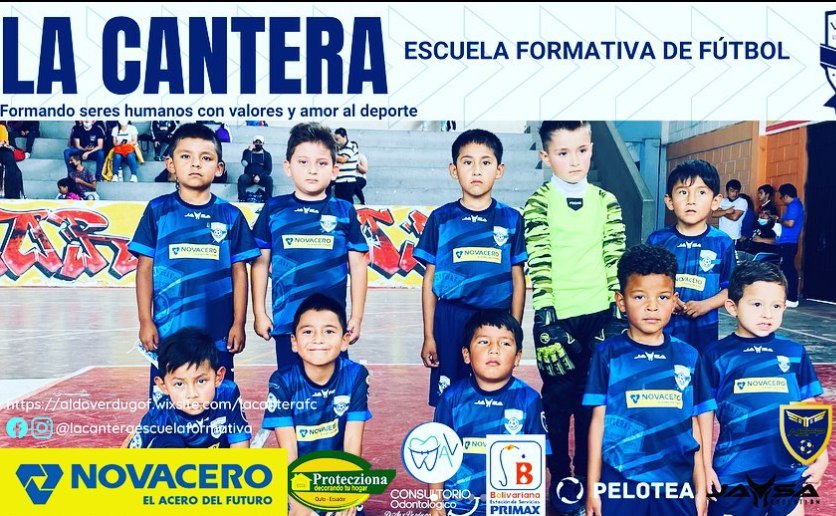 LA CANTERA
ESCUELA FORMATIVA DE FÚTBOL
Formando seres humanos con valores y amor al deporte
NOVACERO
NOVACERO
NOVACERO
NOVACERO
NOVACERO
NOVACERO
https://aldoverdugof.wixsite.com/lacanterafc
@lacanteraescuelaformativa
NOVACERO
EL ACERO DEL FUTURO
Protecziona
decorando tu hogar
Quito - Ecuador
WAV
CONSULTORIO
Odontológico
B
Bolivariana
Estación de Servicios
PRIMAX
PELOTEA